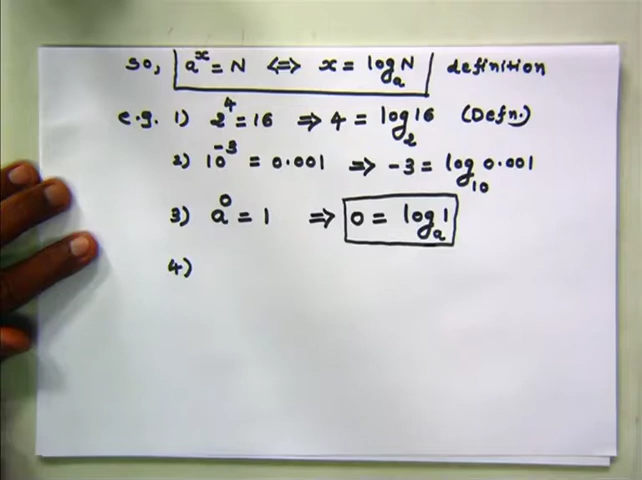 so, a^x = N ⇔ x = log_a N definition
e.g. 1) 2^4 = 16 ⇒ 4 = log_2 16 (Defn.)
2) 10^-3 = 0.001 ⇒ -3 = log_10 0.001
3) a^0 = 1 ⇒ 0 = log_a 1
4)